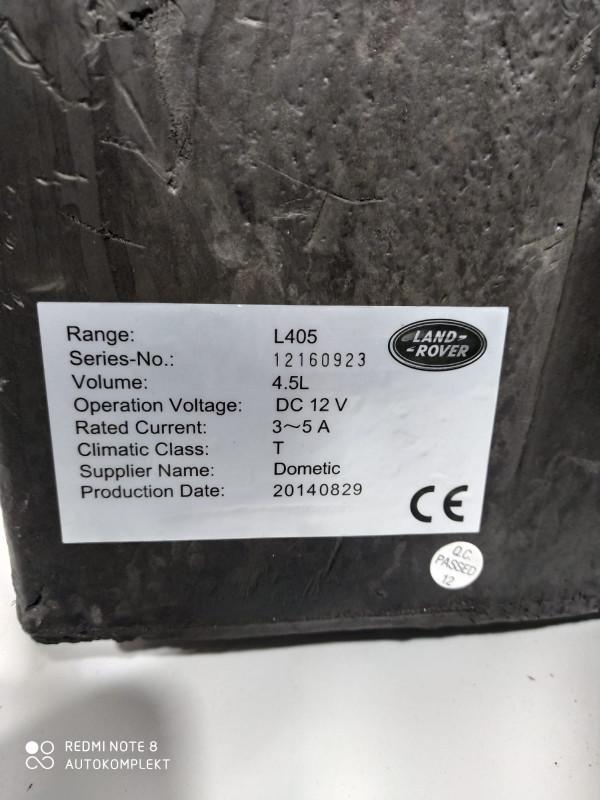 Range: L405
LAND-
-ROVER
Series-No.: 12160923
Volume: 4.5L
Operation Voltage: DC 12 V
Rated Current: 3~5 A
Climatic Class: T
Supplier Name: Dometic
Production Date: 20140829
CE
Q.C.
PASSED
12
REDMI NOTE 8
AUTOKOMPLEKT